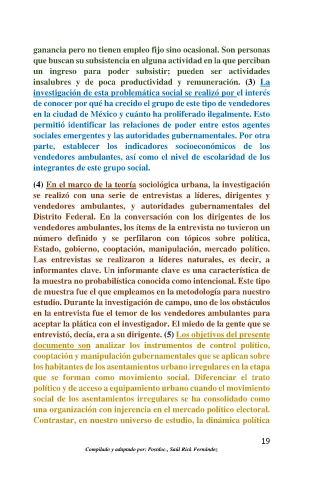 ganancia pero no tienen empleo fijo sino ocasional. Son personas
que buscan su subsistencia en alguna actividad en la que perciban
un ingreso para poder subsistir; pueden ser actividades
insalubres y de poca productividad y remuneración. (3) La
investigación de esta problemática social se realizó por el interés
de conocer por qué ha crecido el grupo de este tipo de vendedores
en la ciudad de México y cuánto ha proliferado ilegalmente. Esto
permitió identificar las relaciones de poder entre estos agentes
sociales emergentes y las autoridades gubernamentales. Por otra
parte, establecer los indicadores socioeconómicos de los
vendedores ambulantes, así como el nivel de escolaridad de los
integrantes de este grupo social.
(4) En el marco de la teoría sociológica urbana, la investigación
se realizó con una serie de entrevistas a líderes, dirigentes y
vendedores ambulantes, y autoridades gubernamentales del
Distrito Federal. En la conversación con los dirigentes de los
vendedores ambulantes, los ítems de la entrevista no tuvieron un
número definido y se perfilaron con tópicos sobre política,
Estado, gobierno, cooptación, manipulación, mercado político.
Las entrevistas se realizaron a líderes naturales, es decir, a
informantes clave. Un informante clave es una característica de
la muestra no probabilística conocida como intencional. Este tipo
de muestra fue el que empleamos en la metodología para nuestro
estudio. Durante la investigación de campo, uno de los obstáculos
en la entrevista fue el temor de los vendedores ambulantes para
aceptar la plática con el investigador. El miedo de la gente que se
entrevistó, decía, era a su dirigente. (5) Los objetivos del presente
documento son analizar los instrumentos de control político,
cooptación y manipulación gubernamentales que se aplican sobre
los habitantes de los asentamientos urbanos irregulares en la etapa
que se forman como movimiento social. Diferenciar el trato
político y de acceso a equipamiento urbano cuando el movimiento
social de los asentamientos irregulares se ha consolidado como
una organización con injerencia en el mercado político electoral.
Contrastar, en nuestro universo de estudio, la dinámica política
19
Compilado y adaptado por: Postdoc., Saúl Rick Fernández